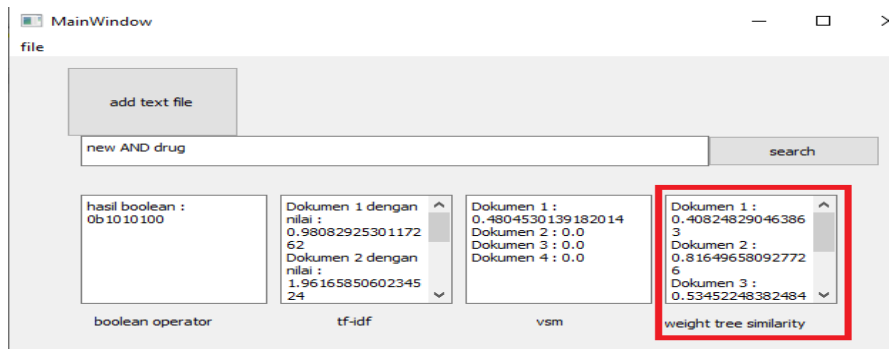 MainWindow
file
add text file
new AND drug
search
hasil boolean :
0b1010100
Dokumen 1 dengan
nilai :
0.98082925301172
62
Dokumen 2 dengan
nilai :
1.96165850602345
24
Dokumen 1 :
0.4804530139182014
Dokumen 2 : 0.0
Dokumen 3 : 0.0
Dokumen 4 : 0.0
Dokumen 1 :
0.40824829046386
3
Dokumen 2 :
0.81649658092772
6
Dokumen 3 :
0.53452248382484
boolean operator
tf-idf
vsm
weight tree similarity